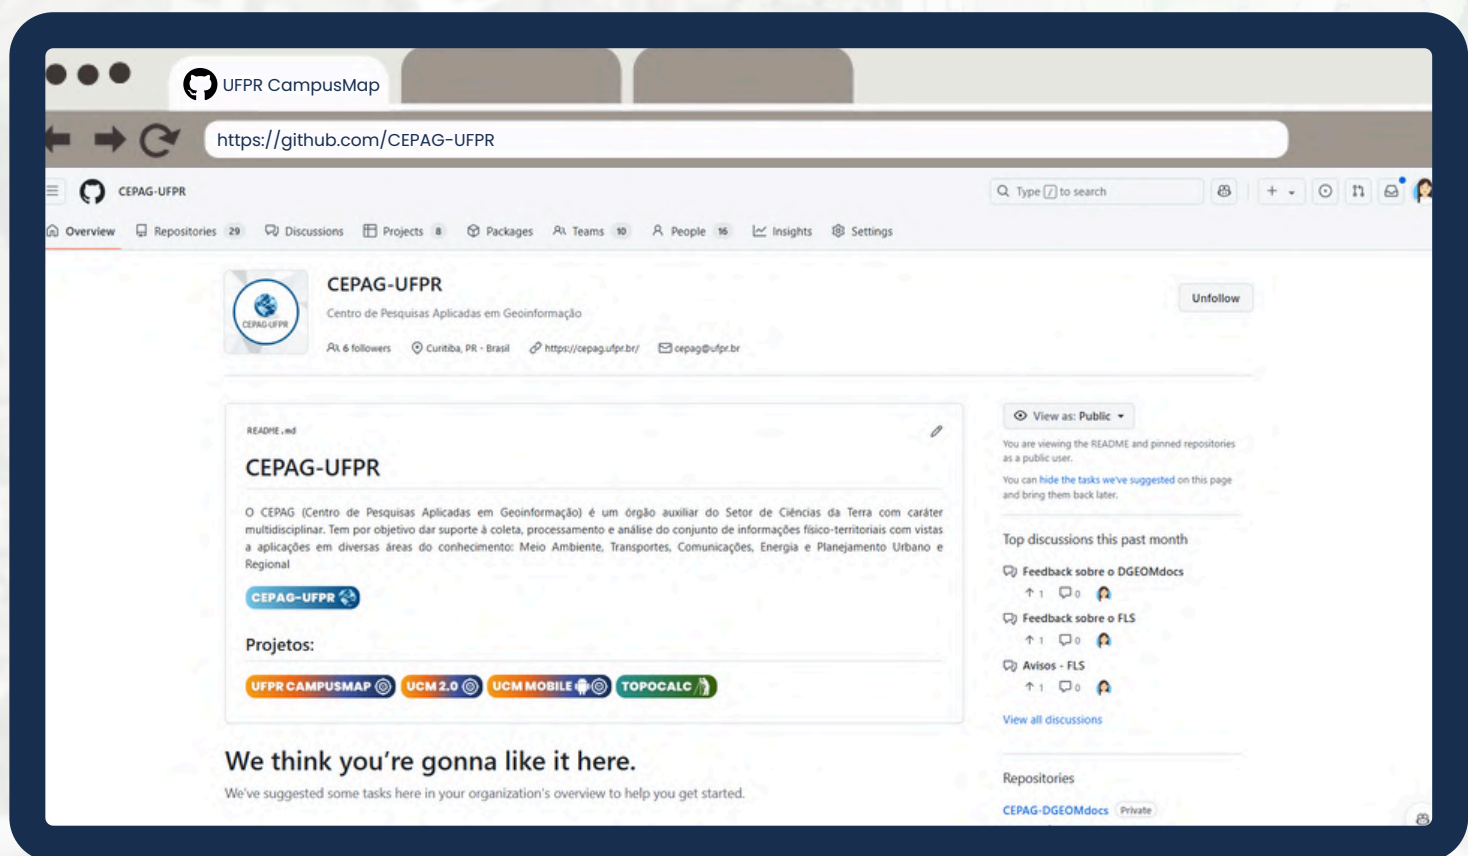 UFPR CampusMap
https://github.com/CEPAG-UFPR
CEPAG-UFPR
Type / to search
Overview Repositories 29 Discussions Projects 8 Packages Teams 10 People 16 Insights Settings
CEPAG-UFPR
CEPAG-UFPR
Centro de Pesquisas Aplicadas em Geoinformação
6 followers Curitiba, PR - Brasil https://cepag.ufpr.br/ cepag@ufpr.br
Unfollow
README.md
CEPAG-UFPR
O CEPAG (Centro de Pesquisas Aplicadas em Geoinformação) é um órgão auxiliar do Setor de Ciências da Terra com caráter
multidisciplinar. Tem por objetivo dar suporte à coleta, processamento e análise do conjunto de informações físico-territoriais com vistas
a aplicações em diversas áreas do conhecimento: Meio Ambiente, Transportes, Comunicações, Energia e Planejamento Urbano e
Regional
CEPAG-UFPR
Projetos:
UFPR CAMPUSMAP UCM 2.0 UCM MOBILE TOPOCALC
We think you're gonna like it here.
We've suggested some tasks here in your organization's overview to help you get started.
View as: Public
You are viewing the README and pinned repositories
as a public user.
You can hide the tasks we've suggested on this page
and bring them back later.
Top discussions this past month
Feedback sobre o DGEOMdocs
1 0
Feedback sobre o FLS
1 0
Avisos - FLS
1 0
View all discussions
Repositories
CEPAG-DGEOMdocs Private